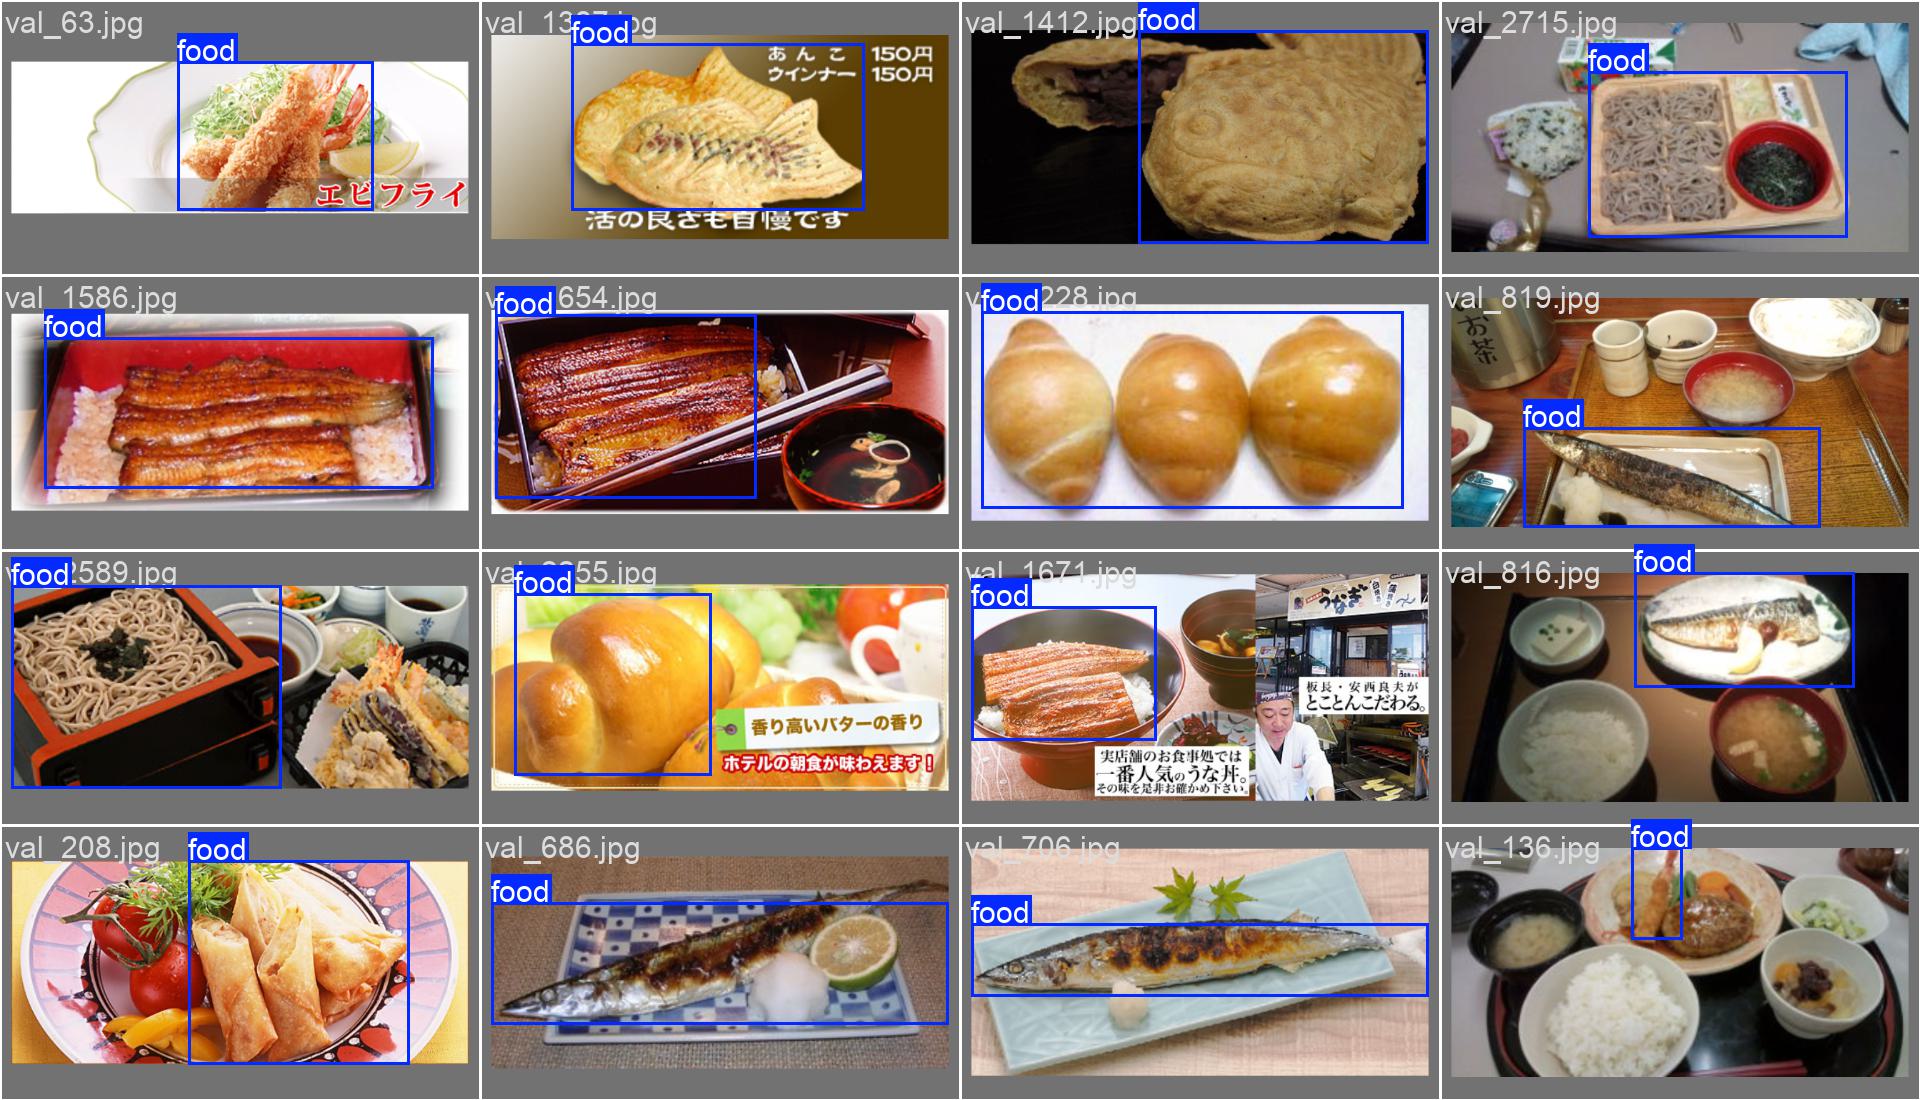 val_63.jpg
food
エビフライ
food
あんこ 150円
ウインナー 150円
活の良さも自慢です
val_1412.jpg
food
val_2715.jpg
food
val_1586.jpg
food
food
654.jpg
food
228.jpg
val_819.jpg
お茶
food
food
2589.jpg
food
香り高いバターの香り
ホテルの朝食が味わえます!
val_1671.jpg
food
うなぎ
板長・安西良夫が
とことんこだわる。
実店舗のお食事処では
一番人気のうな丼。
その味を是非お確かめ下さい。
val_816.jpg
food
val_208.jpg
food
val_686.jpg
food
val_706.jpg
food
val_136.jpg
food